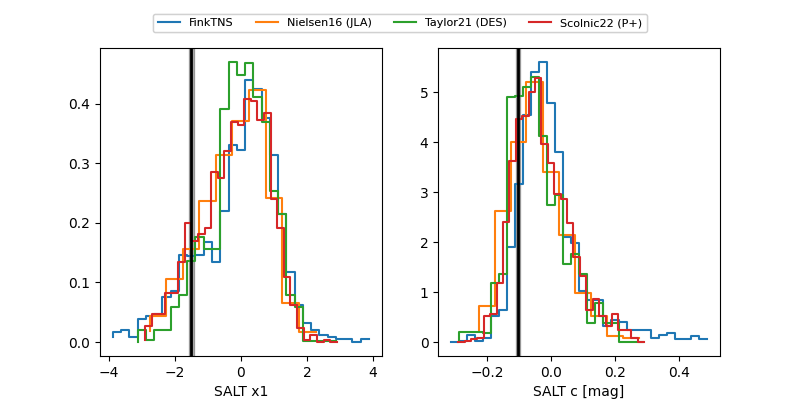 FinkTNS Nielsen16 (JLA) Taylor21 (DES) Scolnic22 (P+)
0.4
0.3
0.2
0.1
0.0
−4 −2 0 2 4
SALT x1
5
4
3
2
1
0
−0.2 0.0 0.2 0.4
SALT c [mag]